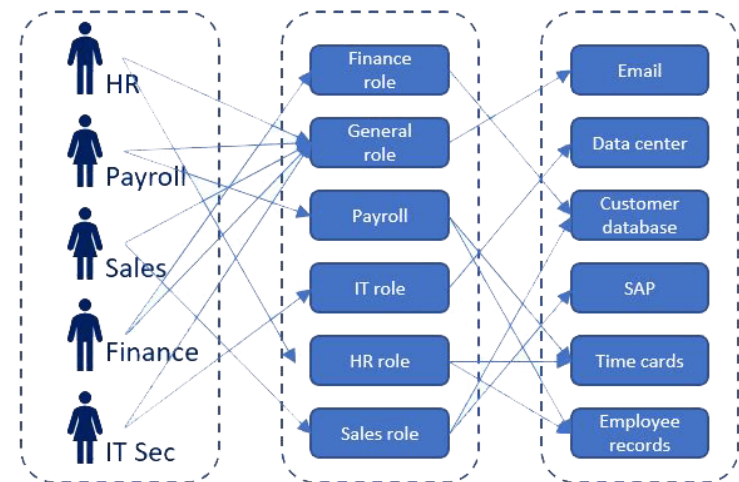 HR
Payroll
Sales
Finance
IT Sec
Finance
role
General
role
Payroll
IT role
HR role
Sales role
Email
Data center
Customer
database
SAP
Time cards
Employee
records